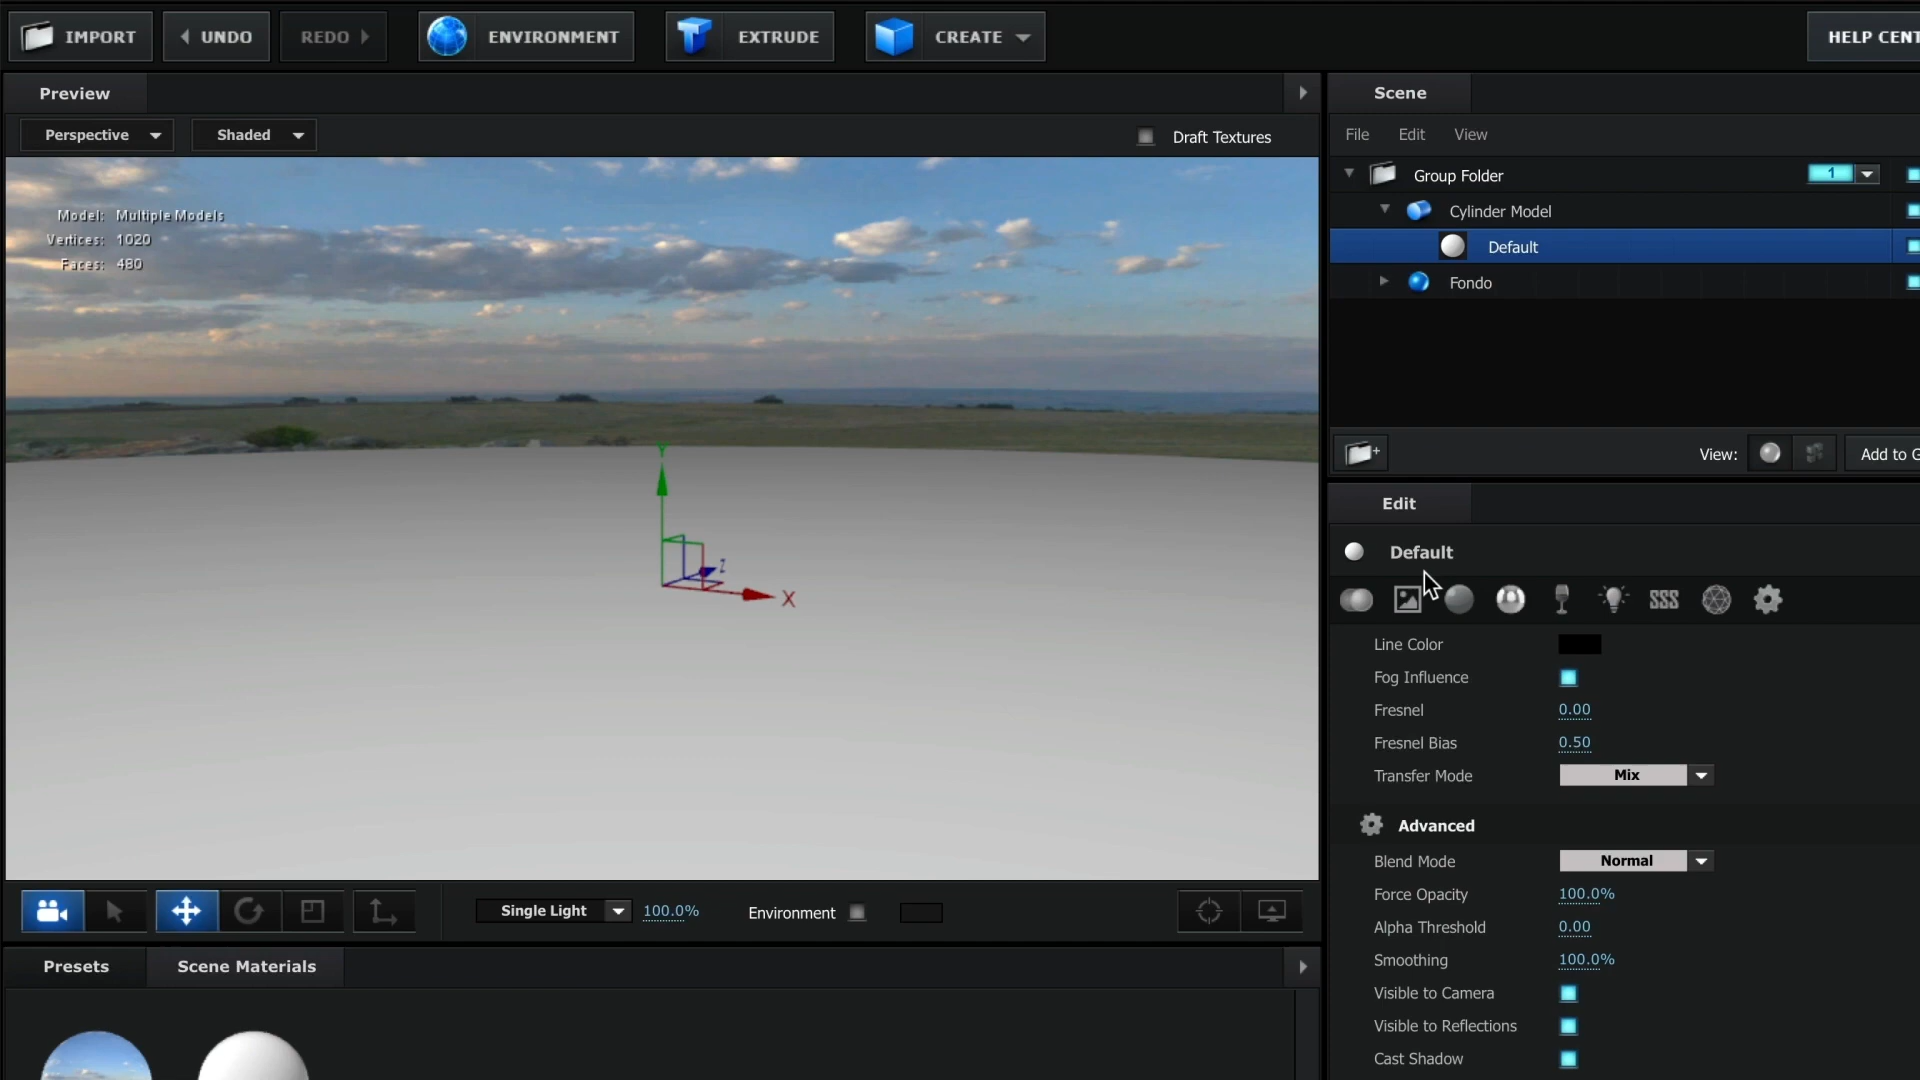 IMPORT
UNDO
REDO
ENVIRONMENT
EXTRUDE
CREATE
HELP CENT
Preview
Perspective
Shaded
Draft Textures
Model: Multiple Models
Vertices: 1020
Faces: 480
Y
Z
X
Single Light
100.0%
Environment
Presets
Scene Materials
Scene
File Edit View
Group Folder
1
Cylinder Model
Default
Fondo
View:
Add to G
Edit
Default
Line Color
Fog Influence
Fresnel 0.00
Fresnel Bias 0.50
Transfer Mode Mix
Advanced
Blend Mode Normal
Force Opacity 100.0%
Alpha Threshold 0.00
Smoothing 100.0%
Visible to Camera
Visible to Reflections
Cast Shadow